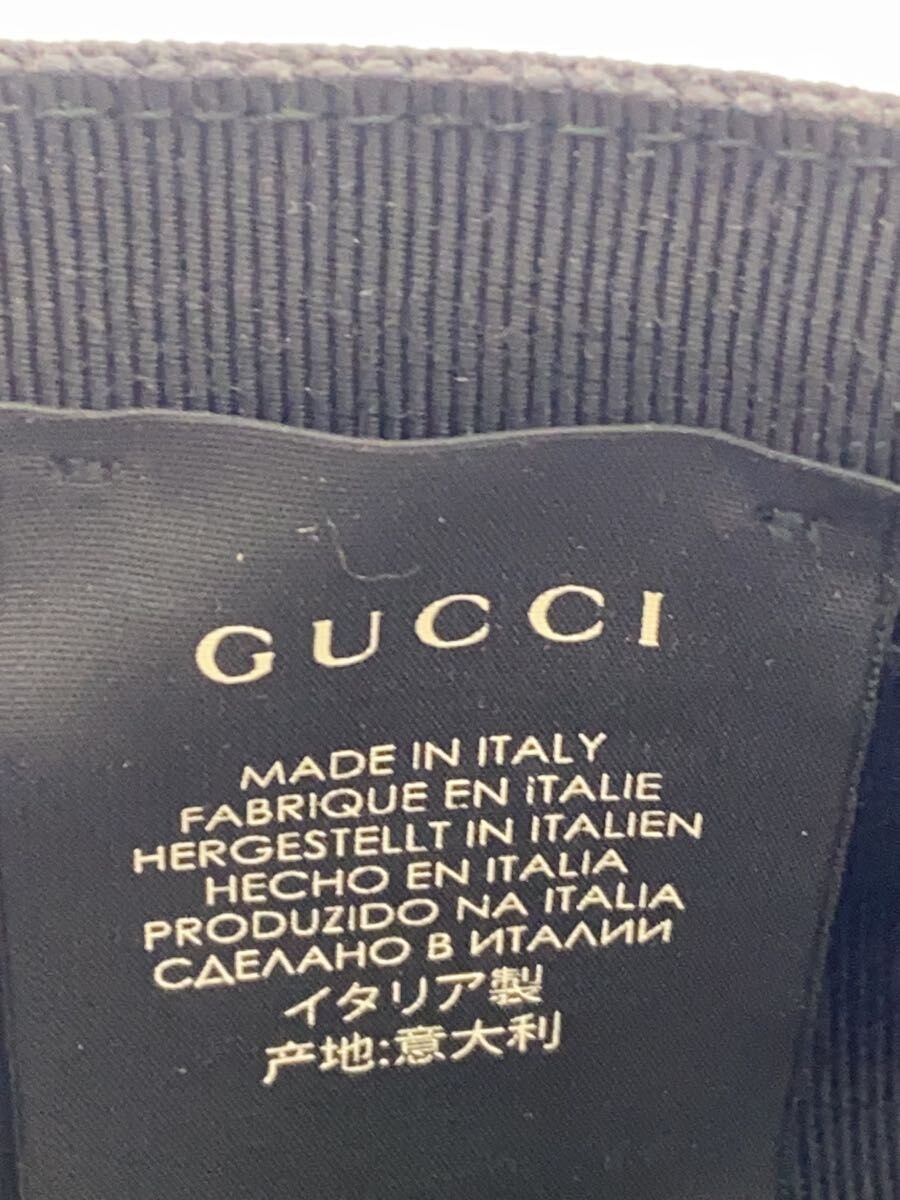 GUCCI
MADE IN ITALY
FABRIQUE EN ITALIE
HERGESTELLT IN ITALIEN
HECHO EN ITALIA
PRODUZIDO NA ITALIA
СДЕЛАНО В ИТАЛИИ
イタリア製
产地:意大利